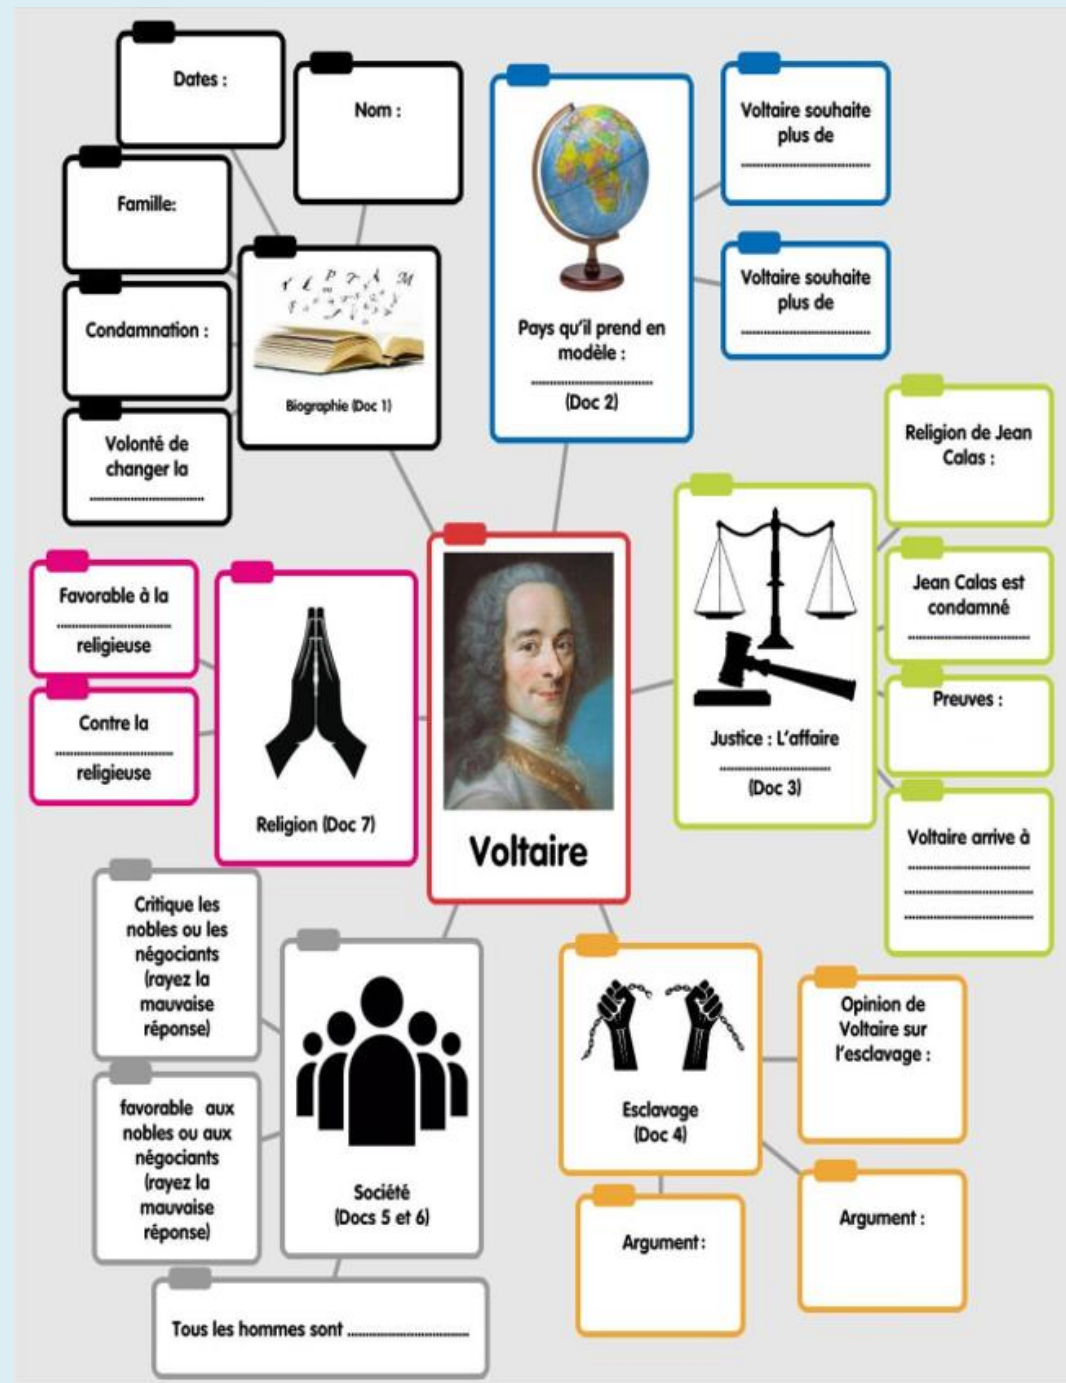 Dates :
Nom :
Famille:
Condamnation :
Volonté de
changer la
..............................
Biographie (Doc 1)
Pays qu'il prend en
modèle :
..............................
(Doc 2)
Voltaire souhaite
plus de
..............................
Voltaire souhaite
plus de
..............................
Religion de Jean
Calas :
Jean Calas est
condamné
..............................
Preuves :
Voltaire arrive à
..............................
..............................
..............................
Justice : L'affaire
..............................
(Doc 3)
Favorable à la
..............................
religieuse
Contre la
..............................
religieuse
Religion (Doc 7)
Voltaire
Critique les
nobles ou les
négociants
(rayez la
mauvaise
réponse)
favorable aux
nobles ou aux
négociants
(rayez la
mauvaise
réponse)
Société
(Docs 5 et 6)
Tous les hommes sont ..............................
Esclavage
(Doc 4)
Opinion de
Voltaire sur
l'esclavage :
Argument :
Argument :